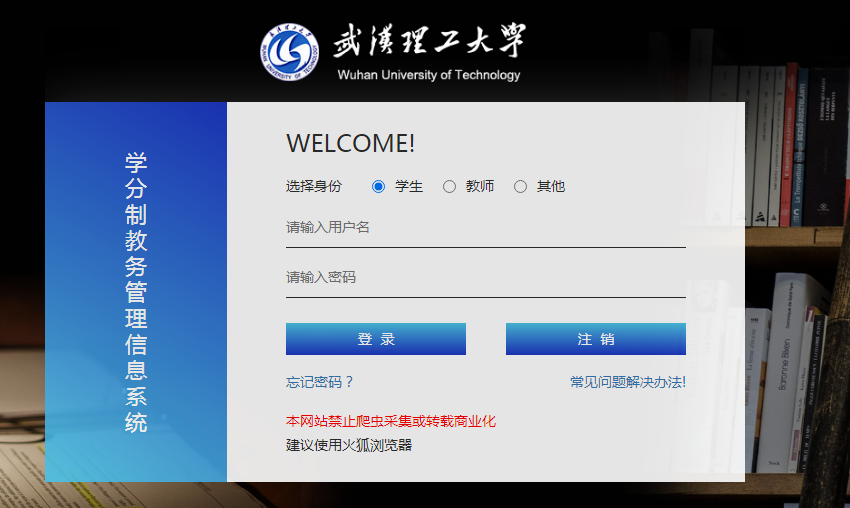 武汉理工大学
Wuhan University of Technology
学分制教务管理信息系统
WELCOME!
选择身份 学生 教师 其他
请输入用户名
请输入密码
登 录 注 销
忘记密码？ 常见问题解决办法!
本网站禁止爬虫采集或转载商业化
建议使用火狐浏览器